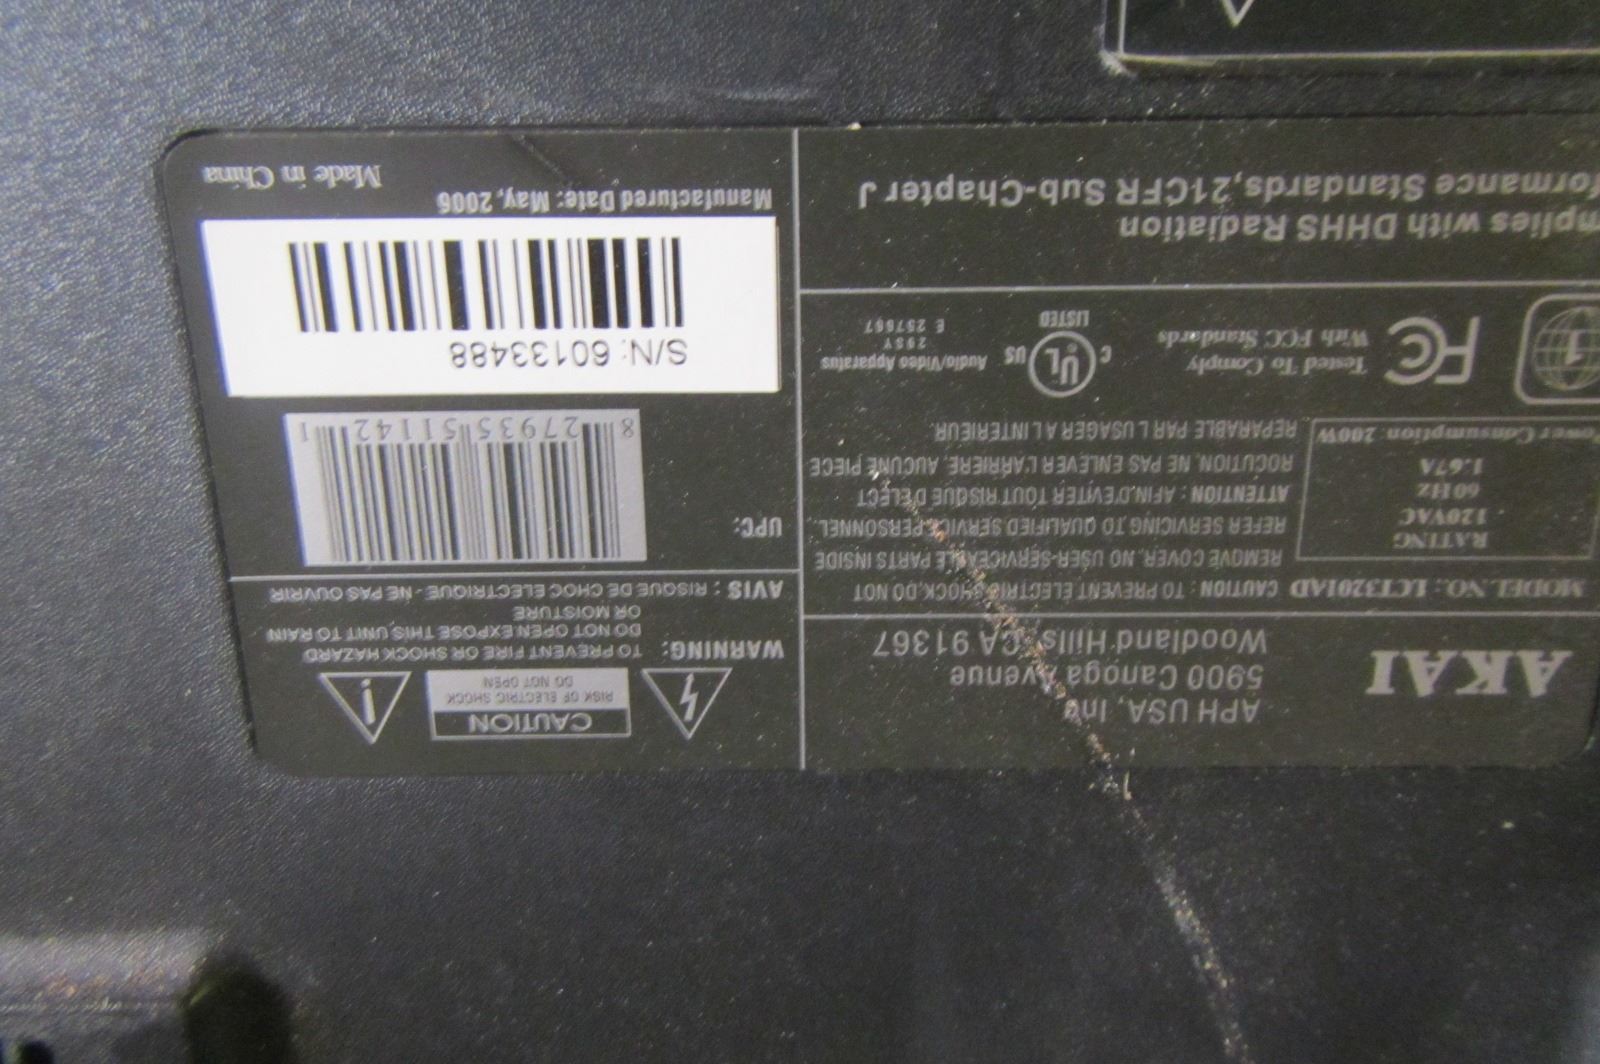 AKAI
APH USA, Inc
5900 Canoga Avenue
Woodland Hills, CA 91367
MODEL NO.: LCT3201AD
RATING
120VAC
60Hz
1.67A
Power Consumption 200W
CAUTION : TO PREVENT ELECTRIC SHOCK, DO NOT
REMOVE COVER, NO USER-SERVICEABLE PARTS INSIDE
REFER SERVICING TO QUALIFIED SERVICE PERSONNEL
ATTENTION : AFIN,D'EVITER TOUT RISQUE D'ELECT
ROCUTION, NE PAS ENLEVER L'ARRIERE, AUCUNE PIECE
REPARABLE PAR L'USAGER A L'INTERIEUR.
1
FC
Tested To Comply
With FCC Standards
C UL US
LISTED
Audio/Video Apparatus
29SY
E 257667
mplies with DHHS Radiation
formance Standards,21CFR Sub-Chapter J
CAUTION
RISK OF ELECTRIC SHOCK
DO NOT OPEN
WARNING: TO PREVENT FIRE OR SHOCK HAZARD
DO NOT OPEN.EXPOSE THIS UNIT TO RAIN
OR MOISTURE
AVIS : RISQUE DE CHOC ELECTRIQUE - NE PAS OUVRIR
UPC:
8 27935 51142 1
S/N: 60133488
Manufactured Date: May, 2006
Made in China